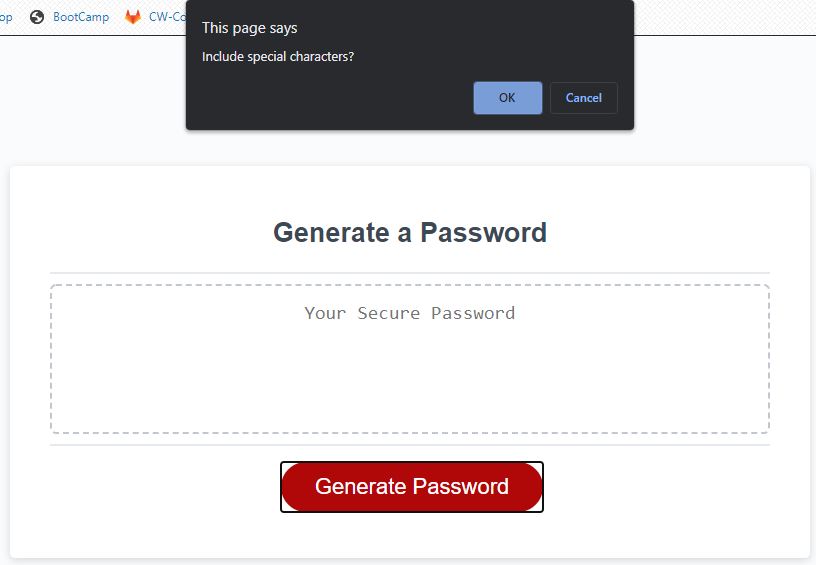 op BootCamp CW-Co
This page says
Include special characters?
OK Cancel
Generate a Password
Your Secure Password
Generate Password